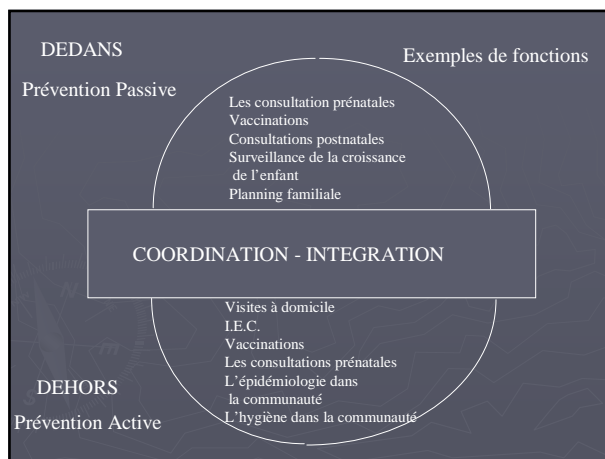 DEDANS
Exemples de fonctions
Prévention Passive
Les consultation prénatales
Vaccinations
Consultations postnatales
Surveillance de la croissance
de l’enfant
Planning familiale
COORDINATION - INTEGRATION
Visites à domicile
I.E.C.
Vaccinations
Les consultations prénatales
L’épidémiologie dans
la communauté
L’hygiène dans la communauté
DEHORS
Prévention Active